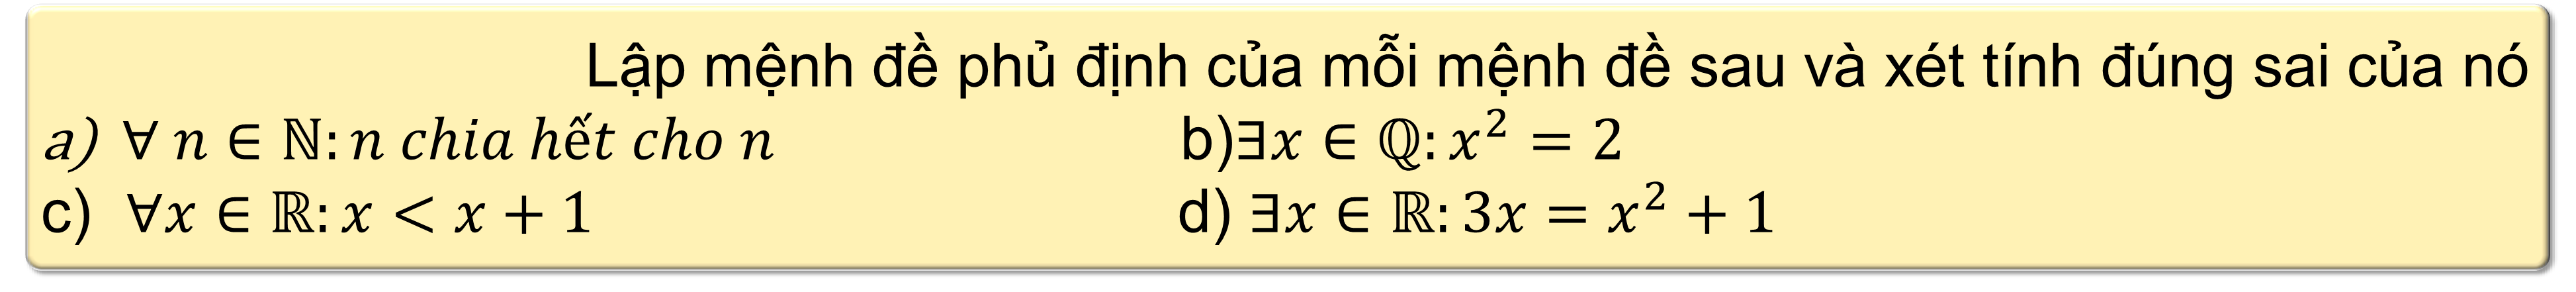 Lập mệnh đề phủ định của mỗi mệnh đề sau và xét tính đúng sai của nó
a) ∀ n ∈ ℕ: n chia hết cho n b)∃x ∈ ℚ: x² = 2
c) ∀x ∈ ℝ: x < x + 1 d) ∃x ∈ ℝ: 3x = x² + 1